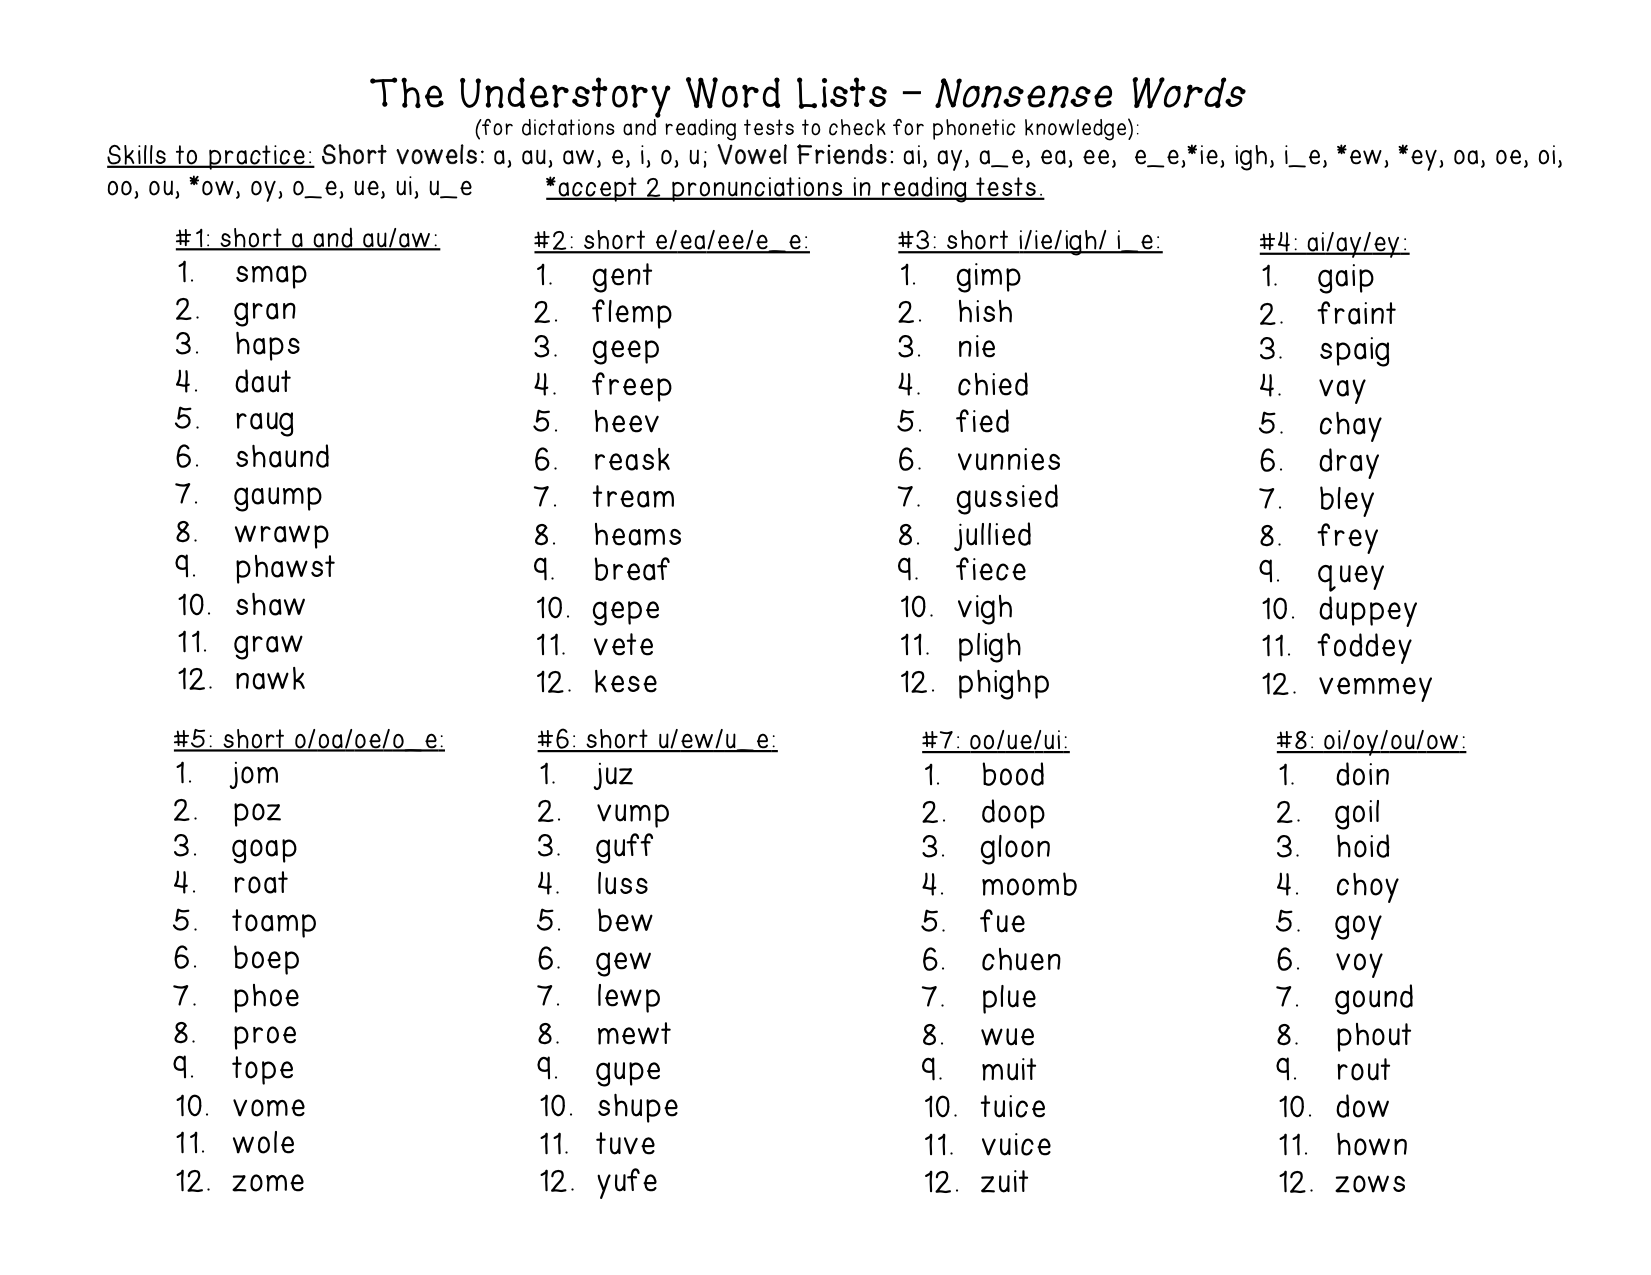 The Understory Word Lists – Nonsense Words
(for dictations and reading tests to check for phonetic knowledge):
Skills to practice: Short vowels: a, au, aw, e, i, o, u; Vowel Friends: ai, ay, a_e, ea, ee, e_e,*ie, igh, i_e, *ew, *ey, oa, oe, oi,
oo, ou, *ow, oy, o_e, ue, ui, u_e *accept 2 pronunciations in reading tests.
#1: short a and au/aw:
1. smap
2. gran
3. haps
4. daut
5. raug
6. shaund
7. gaump
8. wrawp
9. phawst
10. shaw
11. graw
12. nawk
#2: short e/ea/ee/e_e:
1. gent
2. flemp
3. geep
4. freep
5. heev
6. reask
7. tream
8. heams
9. breaf
10. gepe
11. vete
12. kese
#3: short i/ie/igh/ i_e:
1. gimp
2. hish
3. nie
4. chied
5. fied
6. vunnies
7. gussied
8. jullied
9. fiece
10. vigh
11. pligh
12. phighp
#4: ai/ay/ey:
1. gaip
2. fraint
3. spaig
4. vay
5. chay
6. dray
7. bley
8. frey
9. quey
10. duppey
11. foddey
12. vemmey
#5: short o/oa/oe/o_e:
1. jom
2. poz
3. goap
4. roat
5. toamp
6. boep
7. phoe
8. proe
9. tope
10. vome
11. wole
12. zome
#6: short u/ew/u_e:
1. juz
2. vump
3. guff
4. luss
5. bew
6. gew
7. lewp
8. mewt
9. gupe
10. shupe
11. tuve
12. yufe
#7: oo/ue/ui:
1. bood
2. doop
3. gloon
4. moomb
5. fue
6. chuen
7. plue
8. wue
9. muit
10. tuice
11. vuice
12. zuit
#8: oi/oy/ou/ow:
1. doin
2. goil
3. hoid
4. choy
5. goy
6. voy
7. gound
8. phout
9. rout
10. dow
11. hown
12. zows